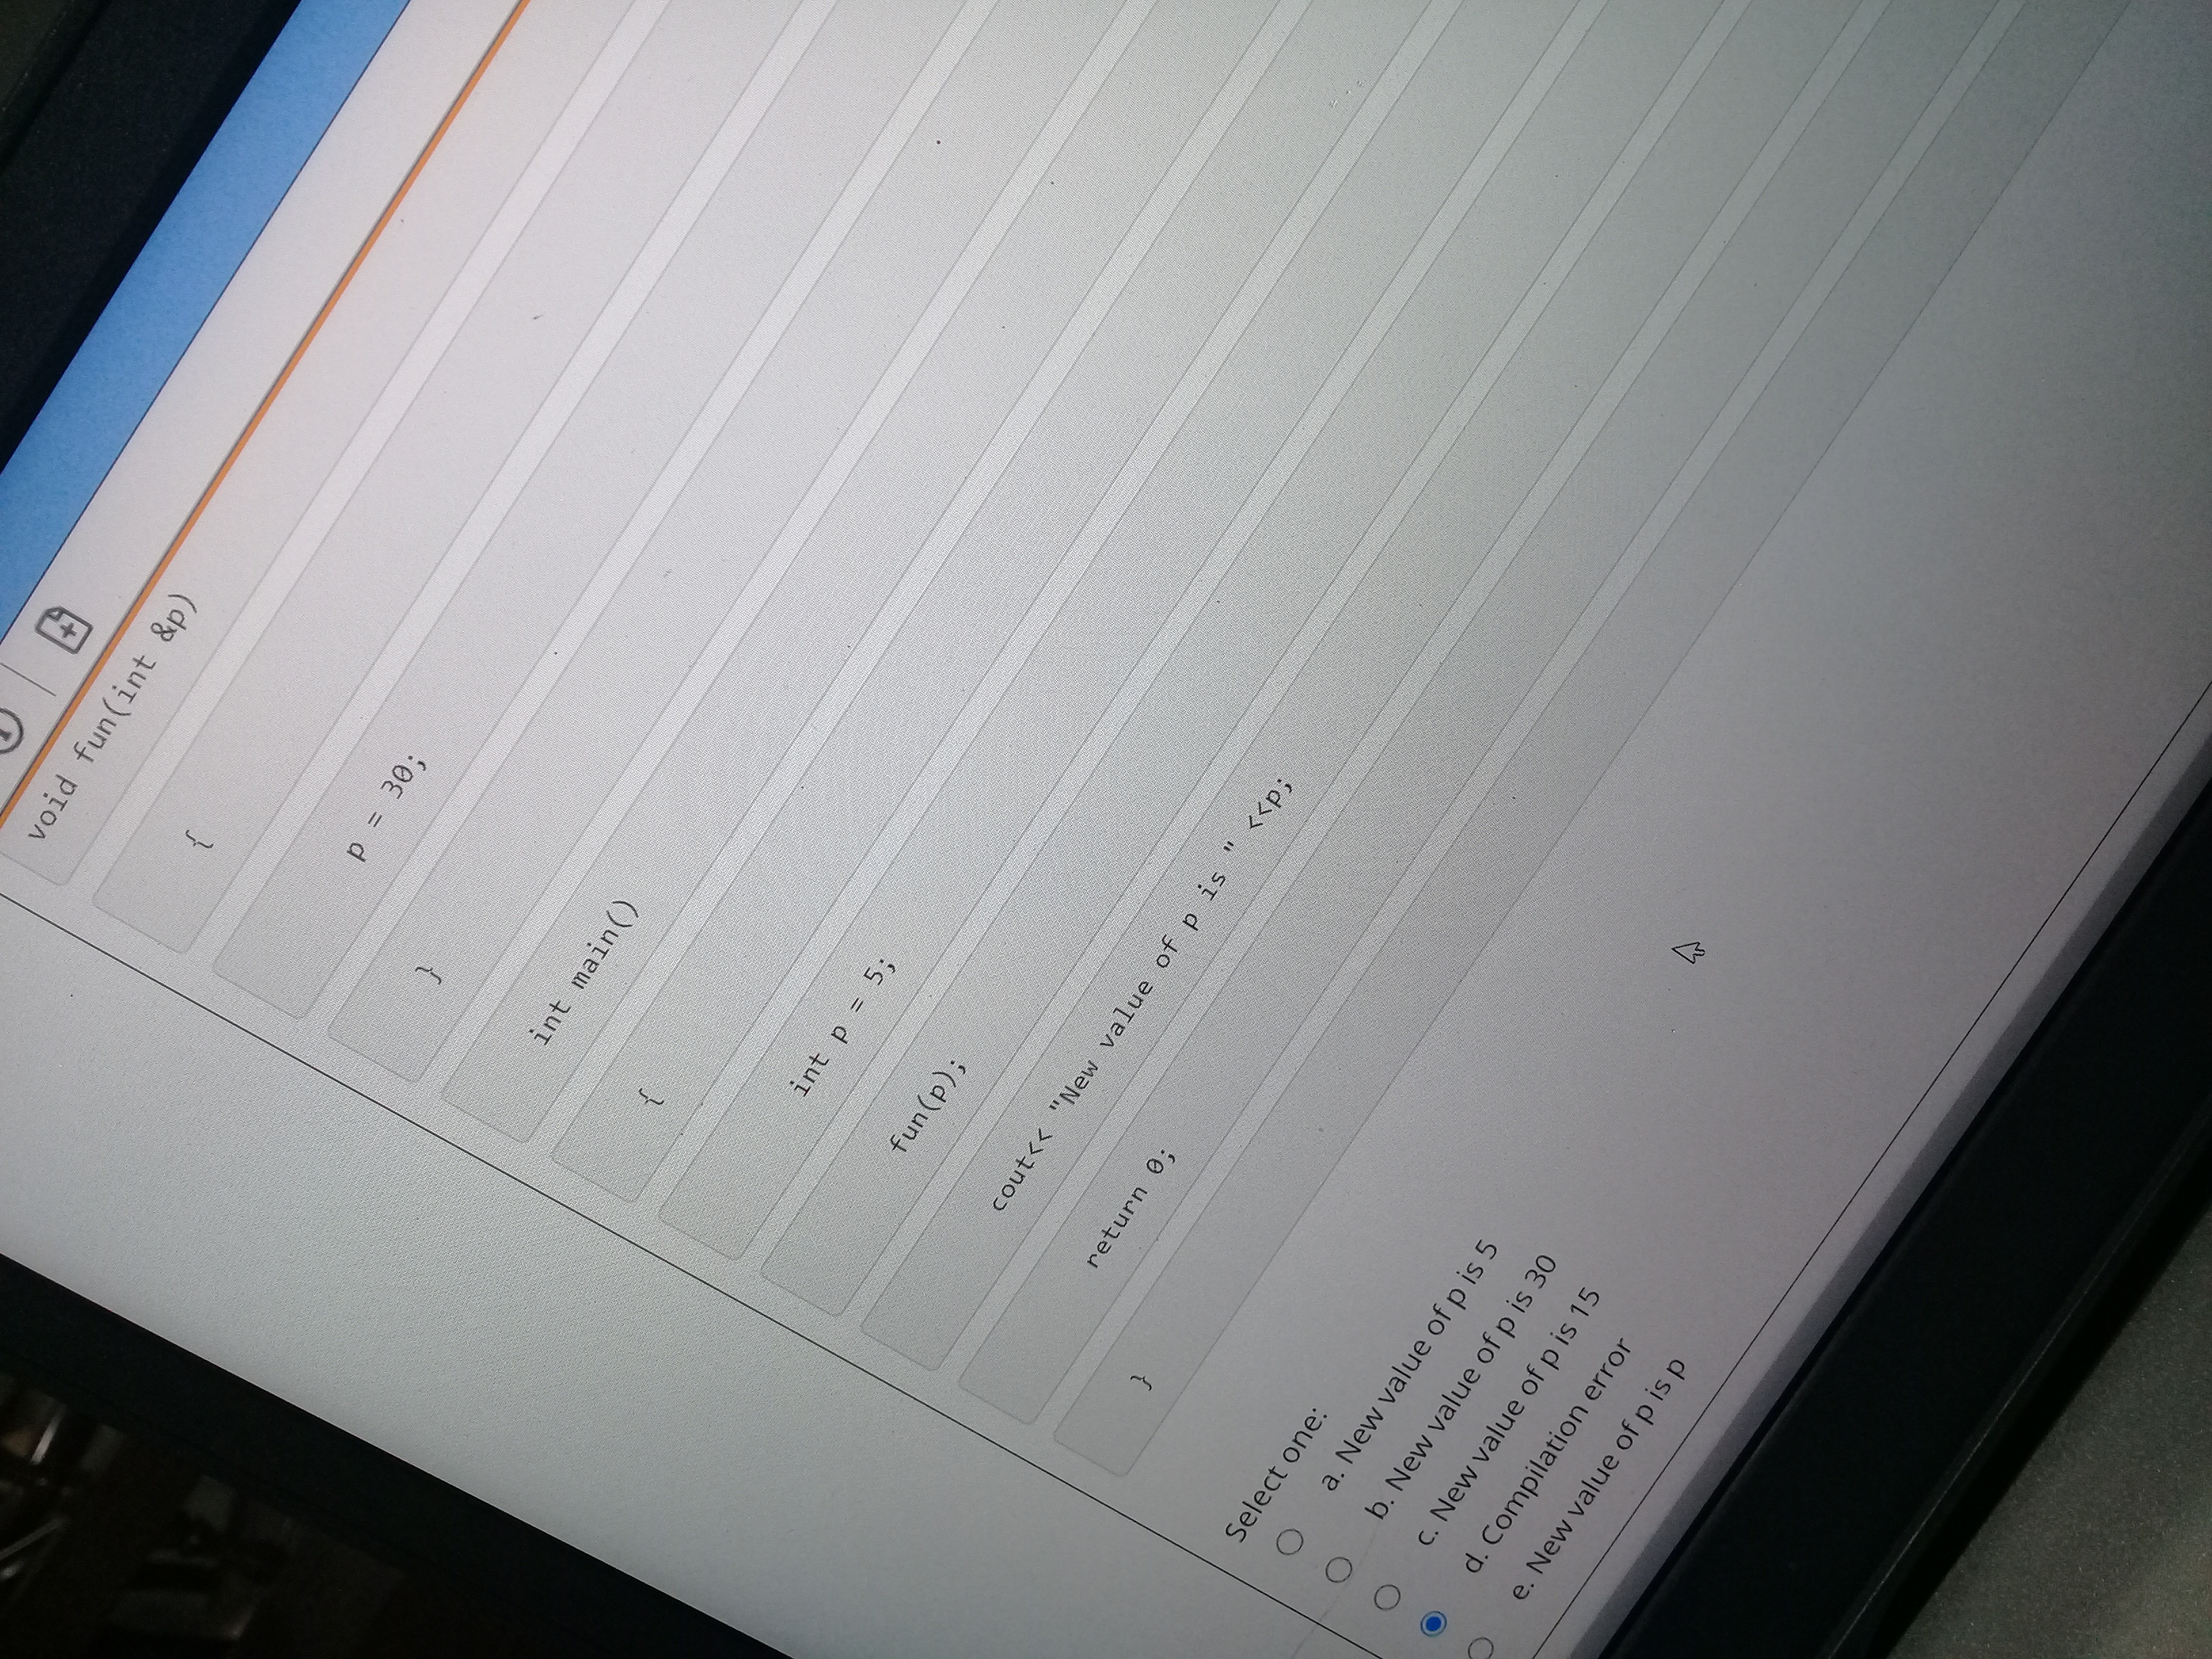 void fun(int &p)
{
p = 30;
}
int main()
{
int p = 5;
fun(p);
cout<< "New value of p is " <<p;
return 0;
}
Select one:
a. New value of p is 5
b. New value of p is 30
c. New value of p is 15
d. Compilation error
e. New value of p is p